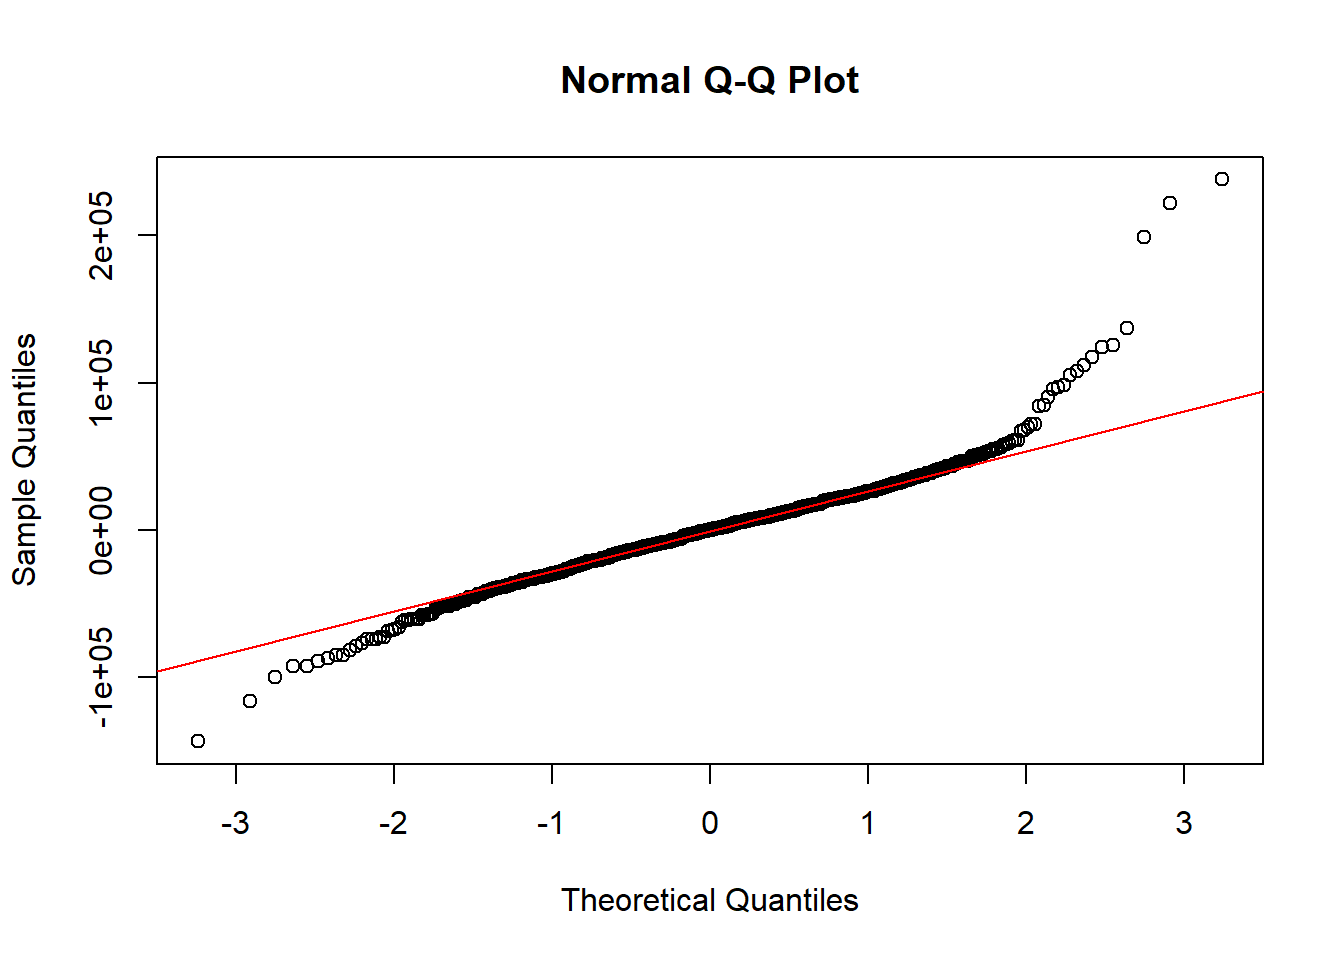 Normal Q-Q Plot
2e+05
1e+05
0e+00
-1e+05
Sample Quantiles
-3 -2 -1 0 1 2 3
Theoretical Quantiles